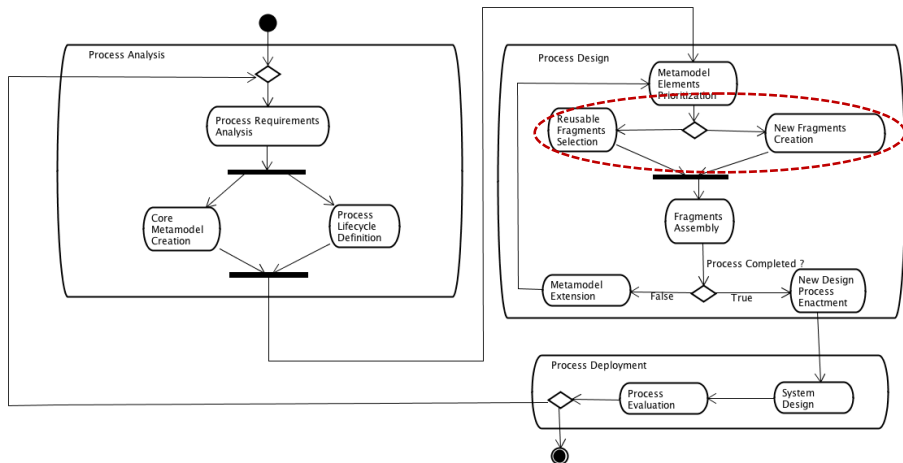 Process Analysis
Process Requirements
Analysis
Core
Metamodel
Creation
Process
Lifecycle
Definition
Process Design
Metamodel
Elements
Prioritization
Reusable
Fragments
Selection
New Fragments
Creation
Fragments
Assembly
Process Completed ?
Metamodel
Extension
False
True
New Design
Process
Enactment
Process Deployment
Process
Evaluation
System
Design